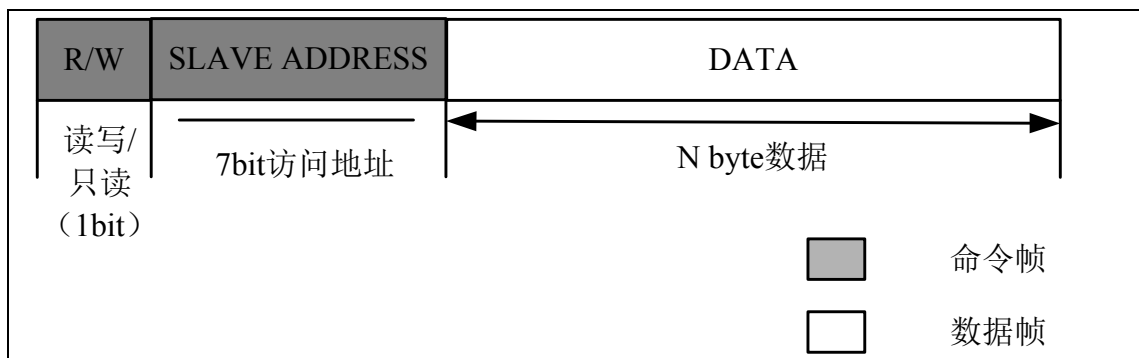 R/W SLAVE ADDRESS DATA
读写/
只读
（1bit）
7bit访问地址
N byte数据
命令帧
数据帧